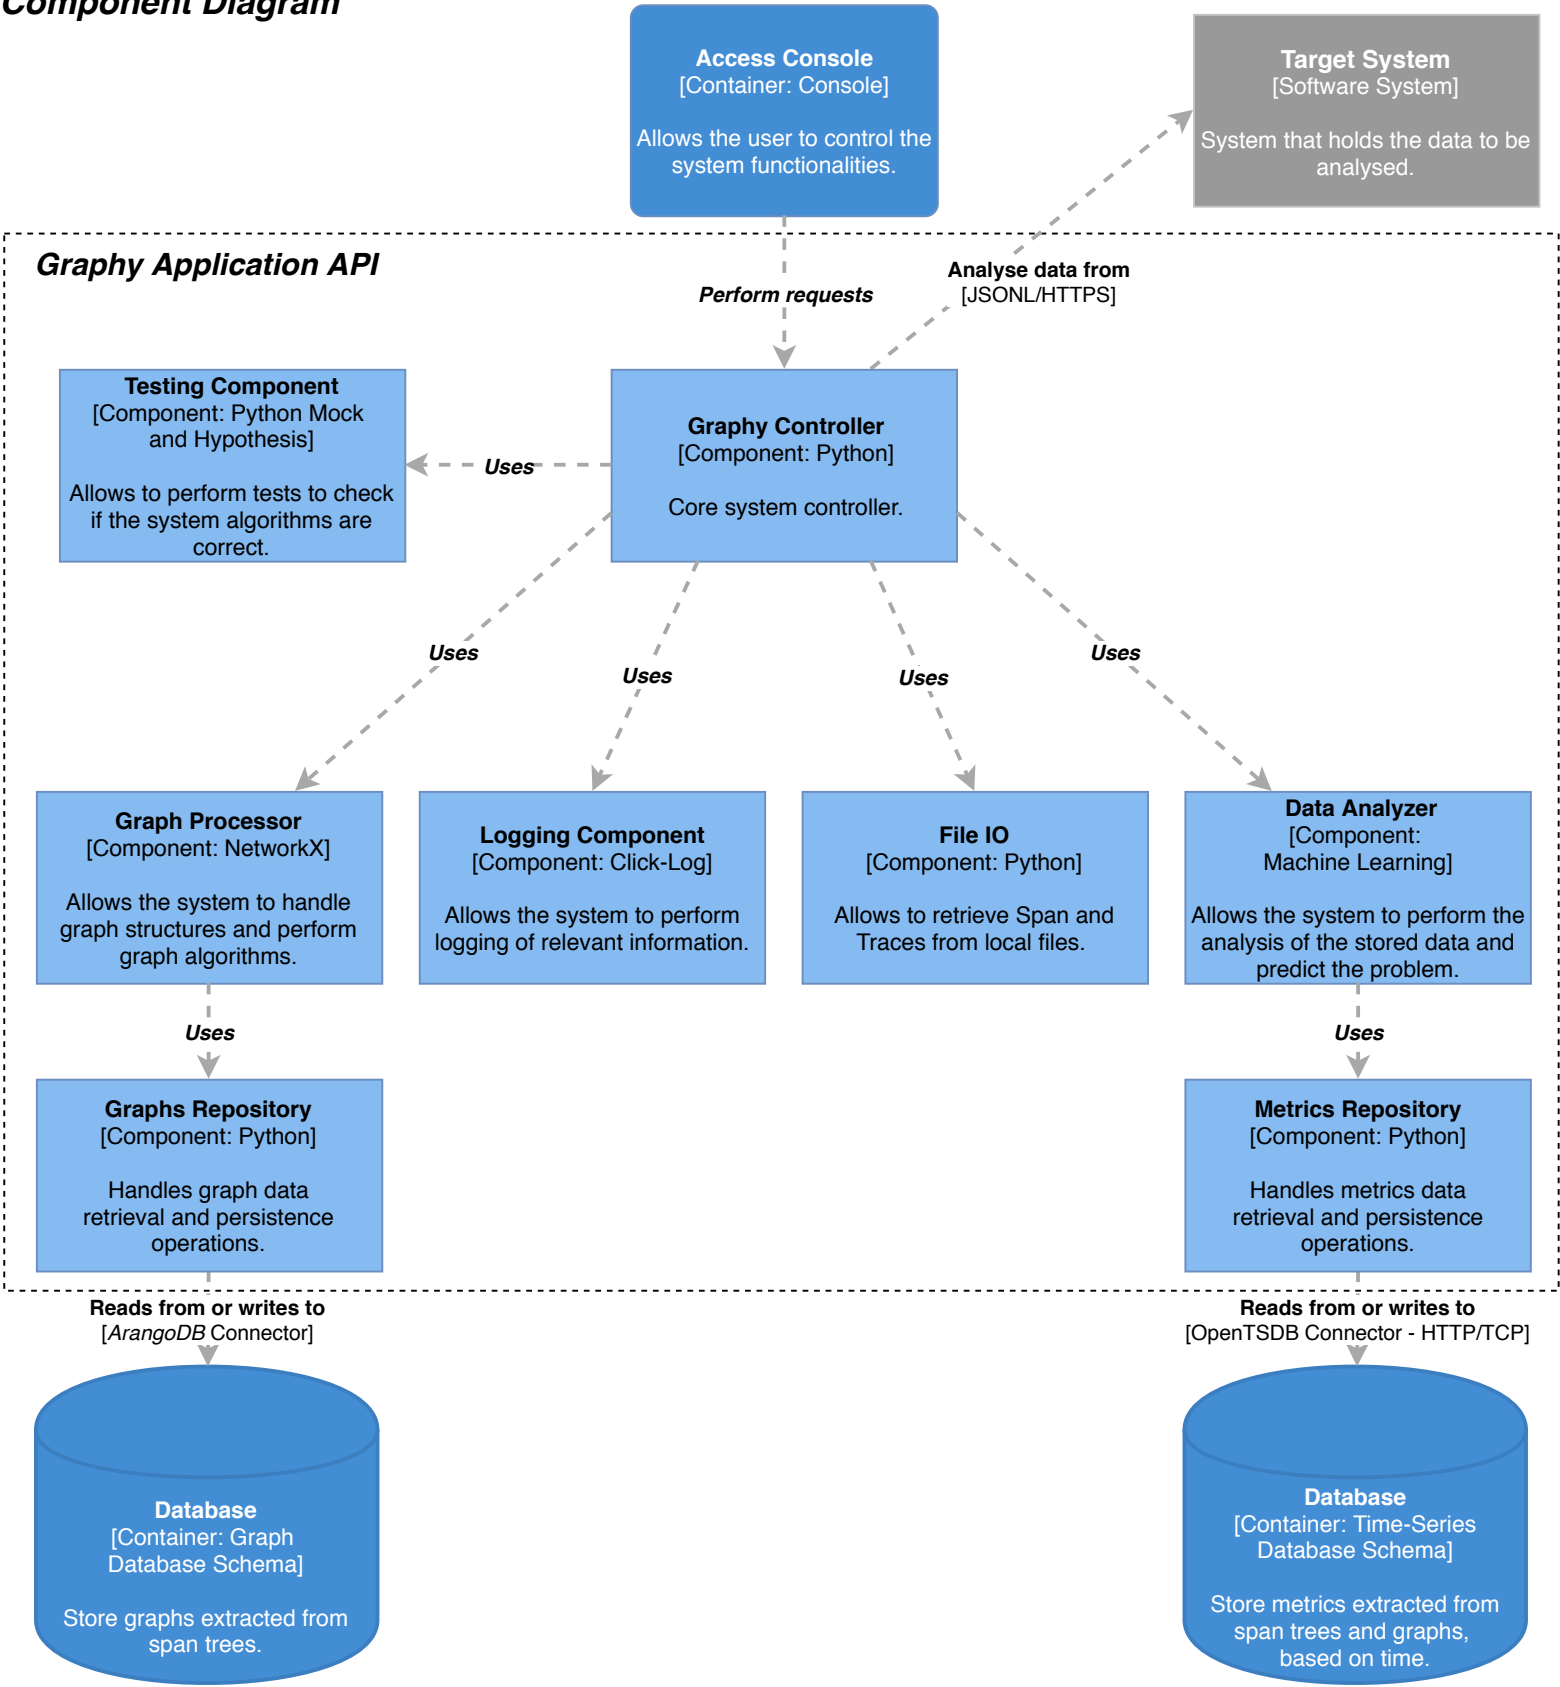 Component Diagram
Access Console
[Container: Console]
Allows the user to control the
system functionalities.
Target System
[Software System]
System that holds the data to be
analysed.
Graphy Application API
Perform requests
Analyse data from
[JSONL/HTTPS]
Testing Component
[Component: Python Mock
and Hypothesis]
Allows to perform tests to check
if the system algorithms are
correct.
Uses
Graphy Controller
[Component: Python]
Core system controller.
Uses
Uses
Uses
Uses
Graph Processor
[Component: NetworkX]
Allows the system to handle
graph structures and perform
graph algorithms.
Logging Component
[Component: Click-Log]
Allows the system to perform
logging of relevant information.
File IO
[Component: Python]
Allows to retrieve Span and
Traces from local files.
Data Analyzer
[Component:
Machine Learning]
Allows the system to perform the
analysis of the stored data and
predict the problem.
Uses
Uses
Graphs Repository
[Component: Python]
Handles graph data
retrieval and persistence
operations.
Metrics Repository
[Component: Python]
Handles metrics data
retrieval and persistence
operations.
Reads from or writes to
[ArangoDB Connector]
Reads from or writes to
[OpenTSDB Connector - HTTP/TCP]
Database
[Container: Graph
Database Schema]
Store graphs extracted from
span trees.
Database
[Container: Time-Series
Database Schema]
Store metrics extracted from
span trees and graphs,
based on time.